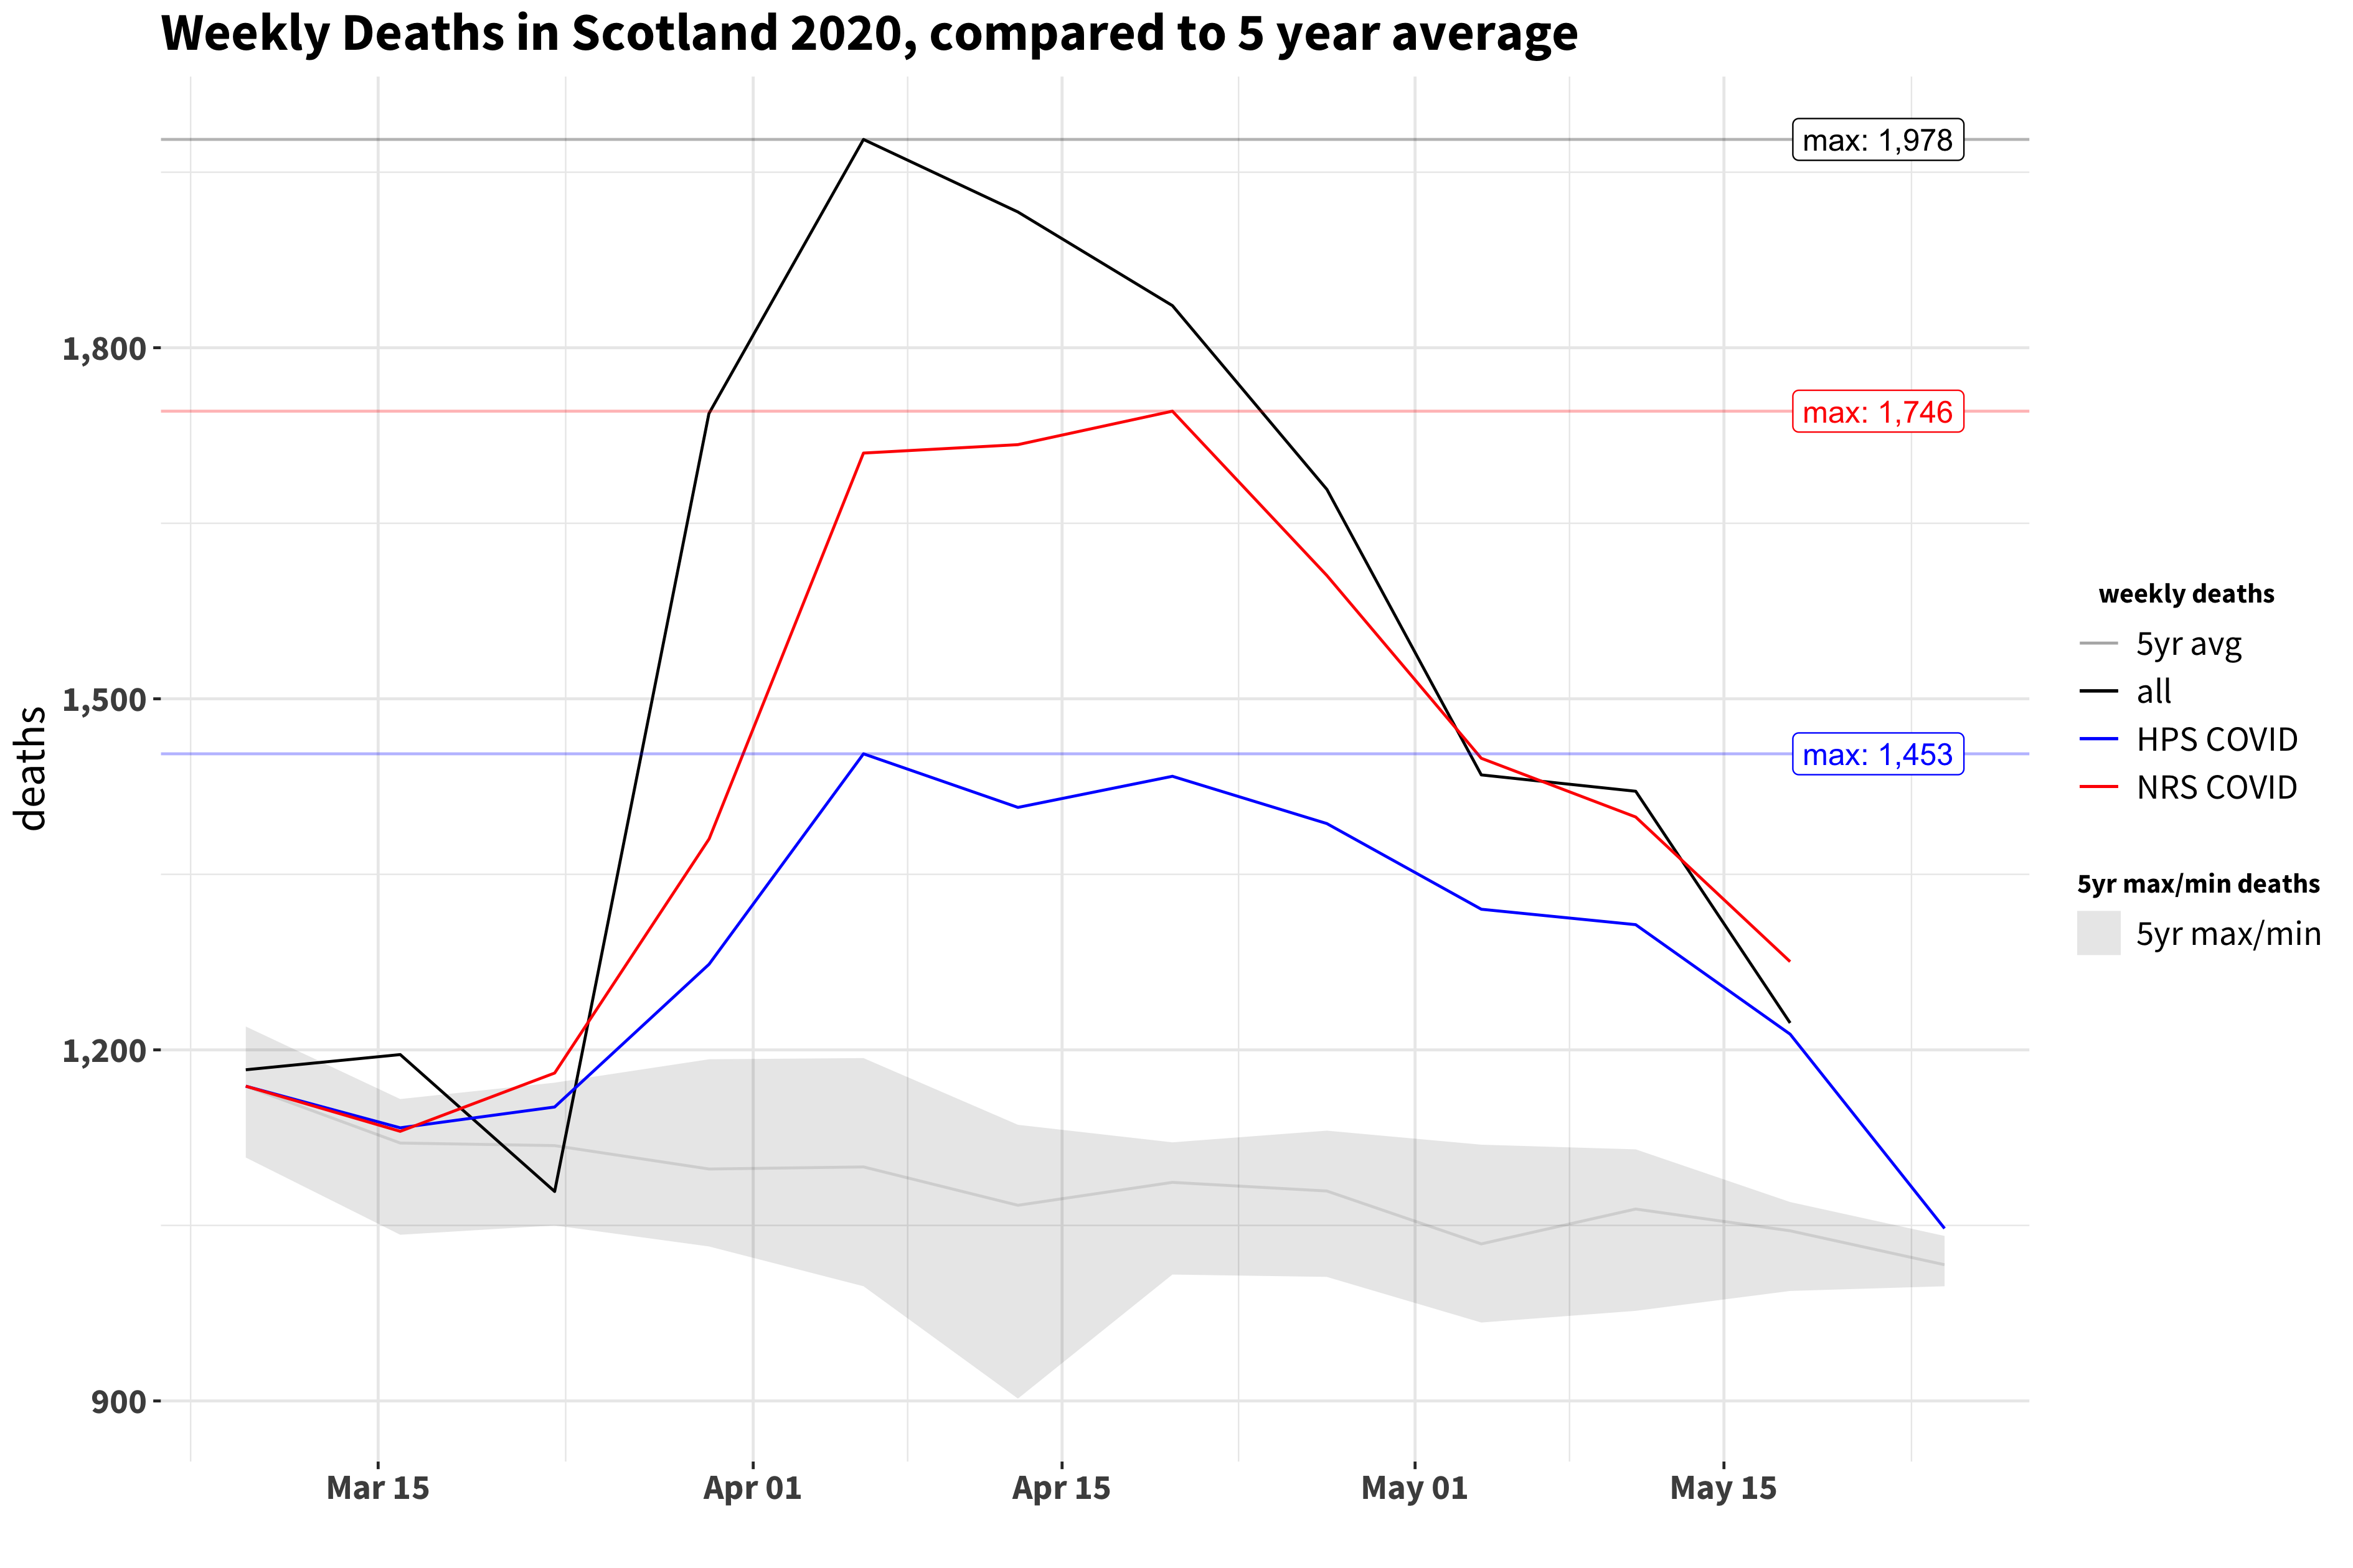 Weekly Deaths in Scotland 2020, compared to 5 year average
max: 1,978
1,800
max: 1,746
1,500
max: 1,453
1,200
900
deaths
Mar 15
Apr 01
Apr 15
May 01
May 15
weekly deaths
5yr avg
all
HPS COVID
NRS COVID
5yr max/min deaths
5yr max/min